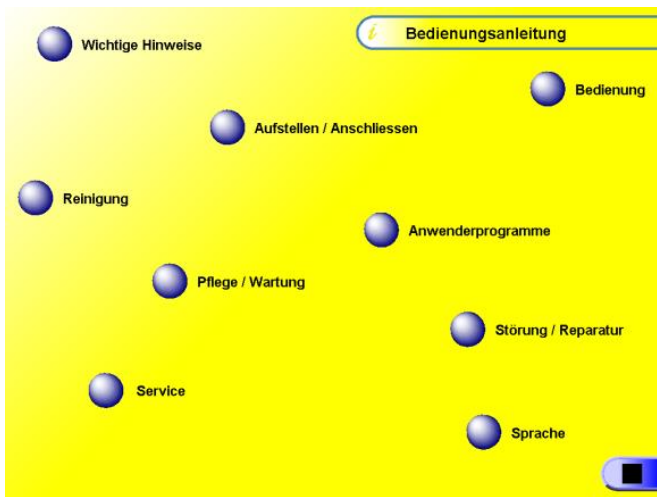 Wichtige Hinweise
i Bedienungsanleitung
Bedienung
Aufstellen / Anschliessen
Reinigung
Anwenderprogramme
Pflege / Wartung
Störung / Reparatur
Service
Sprache